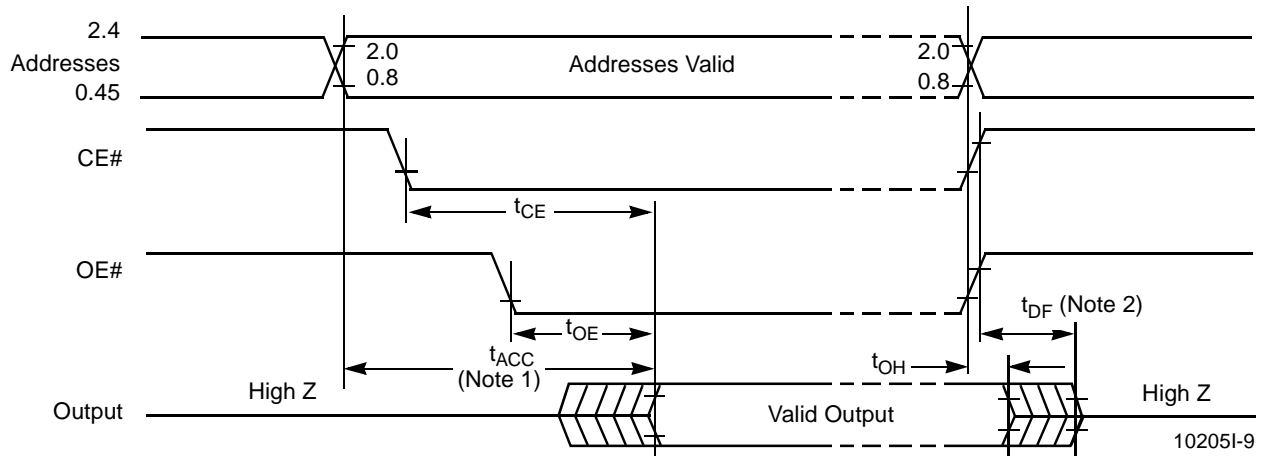 2.4
Addresses
0.45
2.0
0.8
Addresses Valid
2.0
0.8
CE#
tCE
OE#
tOE
tDF (Note 2)
tACC
(Note 1)
tOH
High Z
High Z
Output
Valid Output
10205I-9